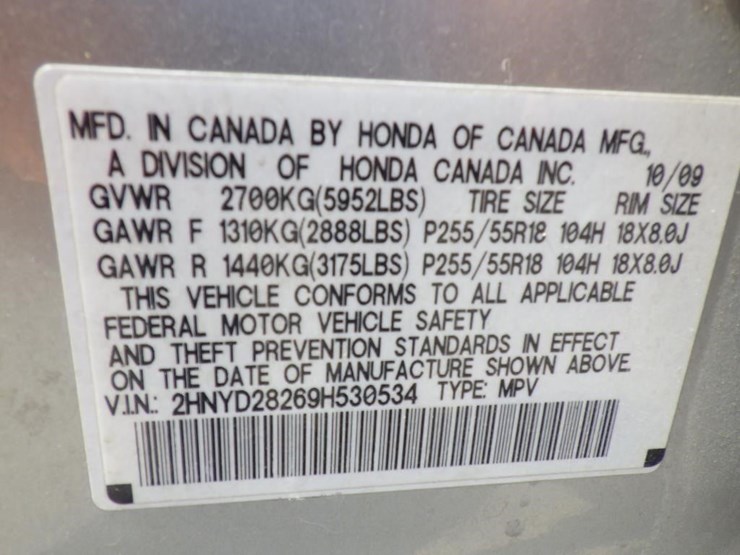 MFD. IN CANADA BY HONDA OF CANADA MFG.,
A DIVISION OF HONDA CANADA INC. 10/09
GVWR 2700KG(5952LBS) TIRE SIZE RIM SIZE
GAWR F 1310KG(2888LBS) P255/55R18 104H 18X8.0J
GAWR R 1440KG(3175LBS) P255/55R18 104H 18X8.0J
THIS VEHICLE CONFORMS TO ALL APPLICABLE
FEDERAL MOTOR VEHICLE SAFETY
AND THEFT PREVENTION STANDARDS IN EFFECT
ON THE DATE OF MANUFACTURE SHOWN ABOVE.
V.I.N.: 2HNYD28269H530534 TYPE: MPV